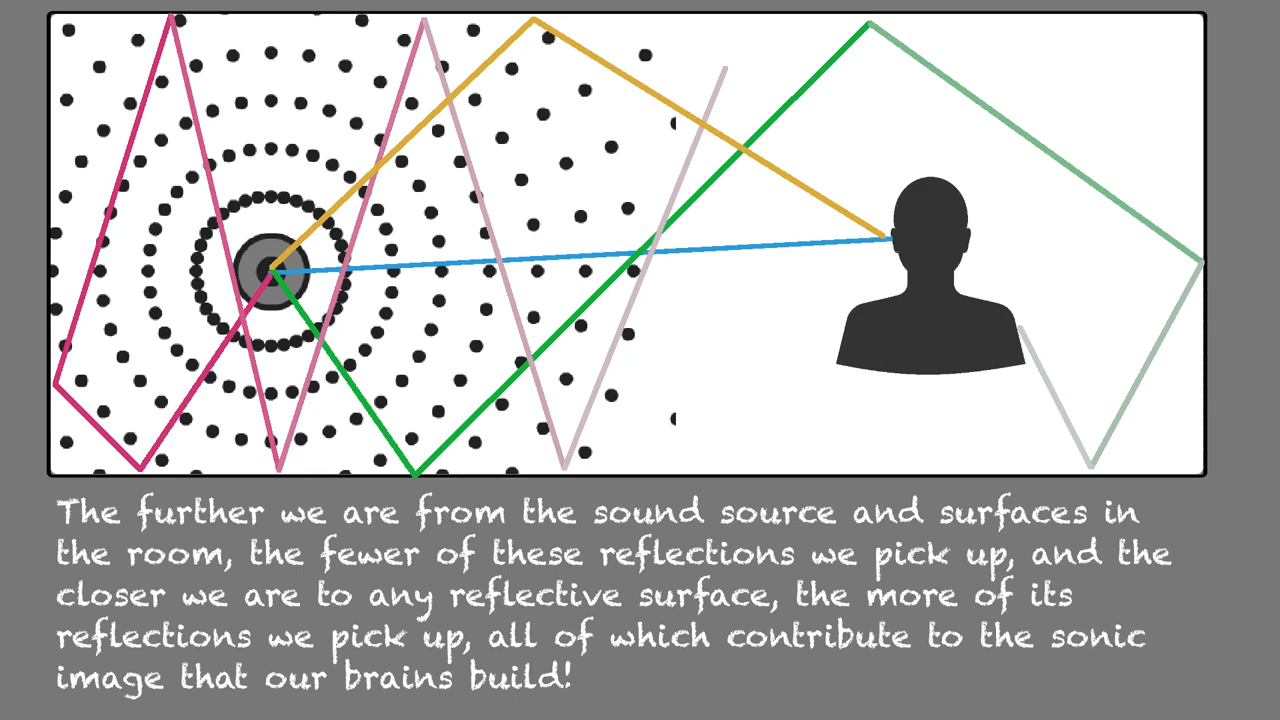 The further we are from the sound source and surfaces in
the room, the fewer of these reflections we pick up, and the
closer we are to any reflective surface, the more of its
reflections we pick up, all of which contribute to the sonic
image that our brains build!